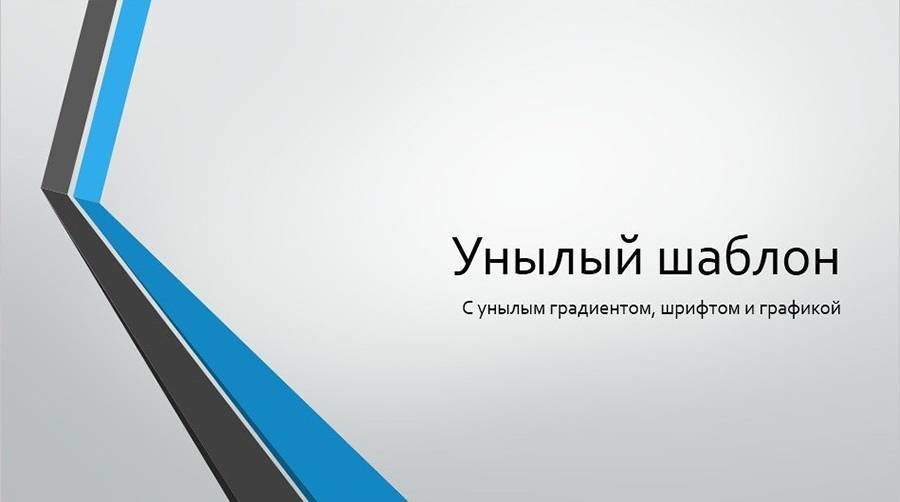 Унылый шаблон
С унылым градиентом, шрифтом и графикой